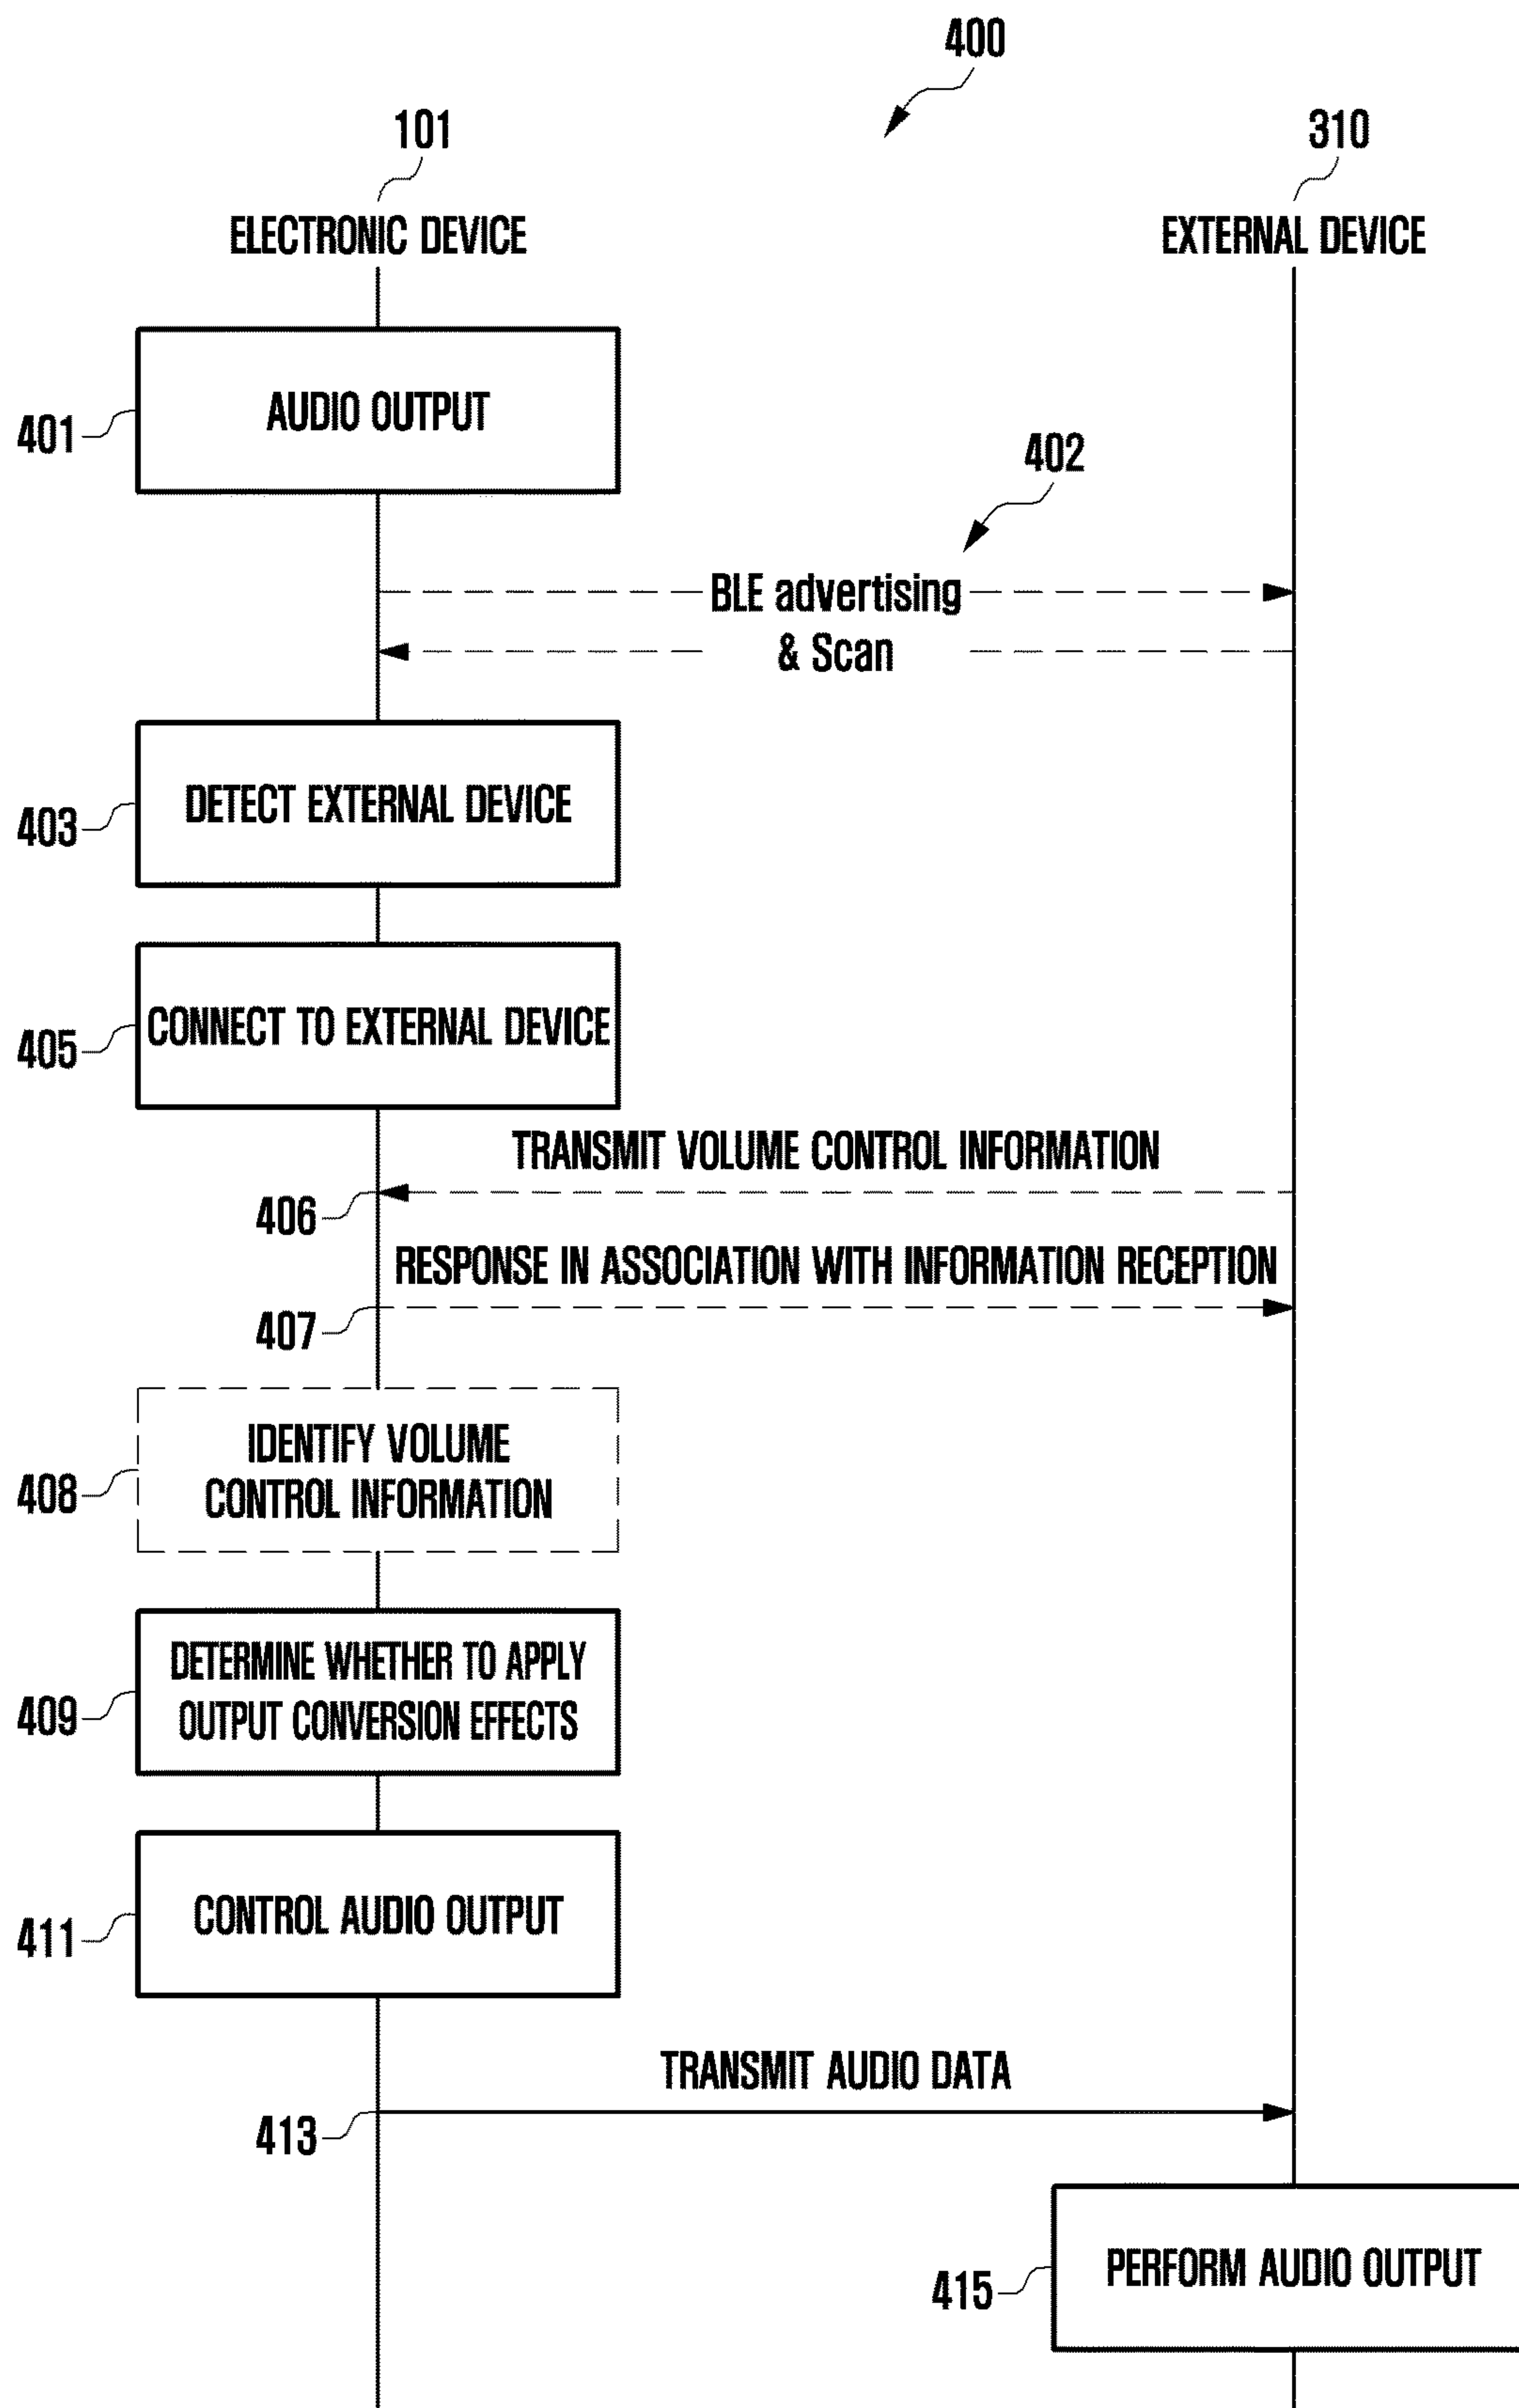 400
101
310
ELECTRONIC DEVICE
EXTERNAL DEVICE
AUDIO OUTPUT
401
402
BLE advertising
& Scan
DETECT EXTERNAL DEVICE
403
CONNECT TO EXTERNAL DEVICE
405
TRANSMIT VOLUME CONTROL INFORMATION
406
RESPONSE IN ASSOCIATION WITH INFORMATION RECEPTION
407
IDENTIFY VOLUME
CONTROL INFORMATION
408
DETERMINE WHETHER TO APPLY
OUTPUT CONVERSION EFFECTS
409
CONTROL AUDIO OUTPUT
411
TRANSMIT AUDIO DATA
413
PERFORM AUDIO OUTPUT
415